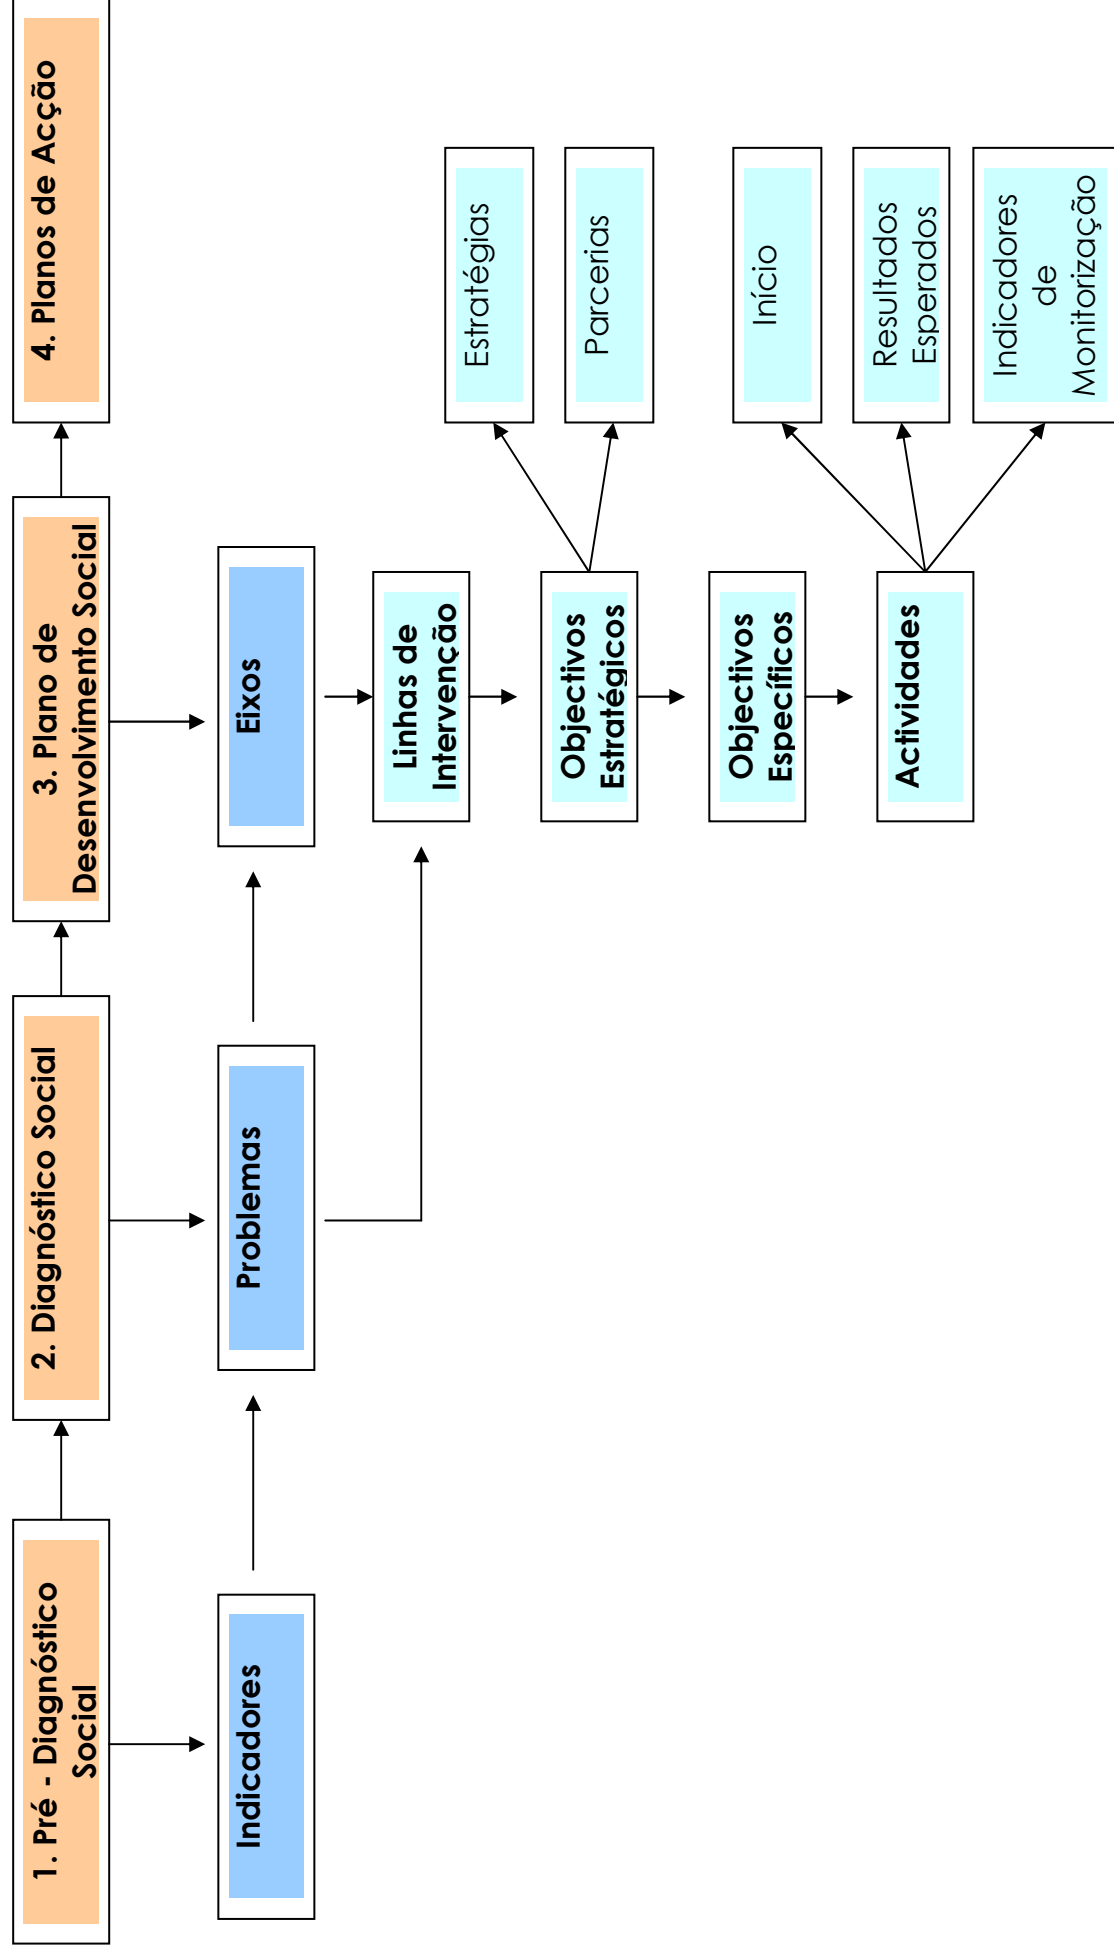 1. Pré - Diagnóstico
Social
2. Diagnóstico Social
3. Plano de
Desenvolvimento Social
4. Planos de Acção
Indicadores
Problemas
Eixos
Linhas de
Intervenção
Objectivos
Estratégicos
Estratégias
Parcerias
Objectivos
Específicos
Actividades
Início
Resultados
Esperados
Indicadores
de
Monitorização